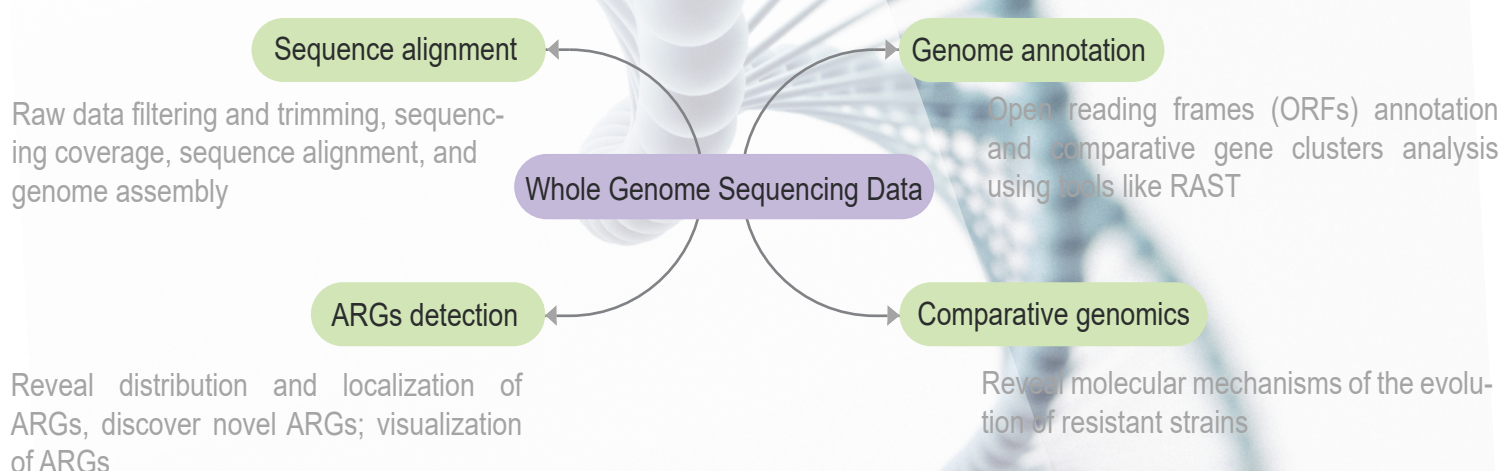 Sequence alignment
Raw data filtering and trimming, sequenc-
ing coverage, sequence alignment, and
genome assembly
Genome annotation
Open reading frames (ORFs) annotation
and comparative gene clusters analysis
using tools like RAST
Whole Genome Sequencing Data
ARGs detection
Reveal distribution and localization of
ARGs, discover novel ARGs; visualization
of ARGs
Comparative genomics
Reveal molecular mechanisms of the evolu-
tion of resistant strains